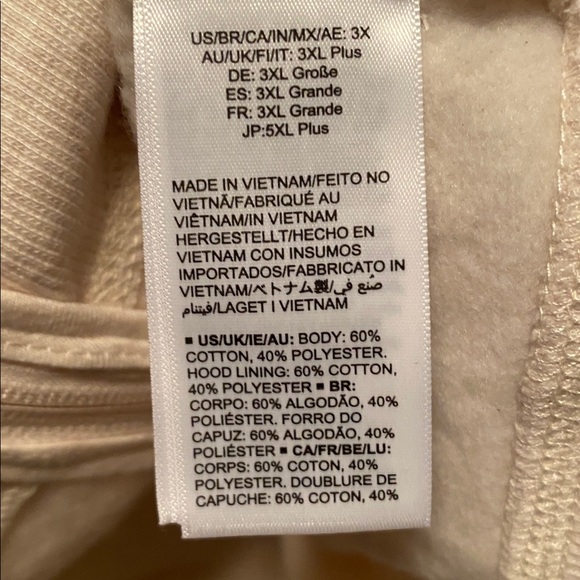 US/BR/CA/IN/MX/AE: 3X
AU/UK/FI/IT: 3XL Plus
DE: 3XL Große
ES: 3XL Grande
FR: 3XL Grande
JP:5XL Plus
MADE IN VIETNAM/FEITO NO
VIETNÃ/FABRIQUÉ AU
VIÊTNAM/IN VIETNAM
HERGESTELLT/HECHO EN
VIETNAM CON INSUMOS
IMPORTADOS/FABBRICATO IN
VIETNAM/ベトナム製/صُنع في
فيتنام/LAGET I VIETNAM
▪ US/UK/IE/AU: BODY: 60%
COTTON, 40% POLYESTER.
HOOD LINING: 60% COTTON,
40% POLYESTER ▪ BR:
CORPO: 60% ALGODÃO, 40%
POLIÉSTER. FORRO DO
CAPUZ: 60% ALGODÃO, 40%
POLIÉSTER ▪ CA/FR/BE/LU:
CORPS: 60% COTON, 40%
POLYESTER. DOUBLURE DE
CAPUCHE: 60% COTON, 40%